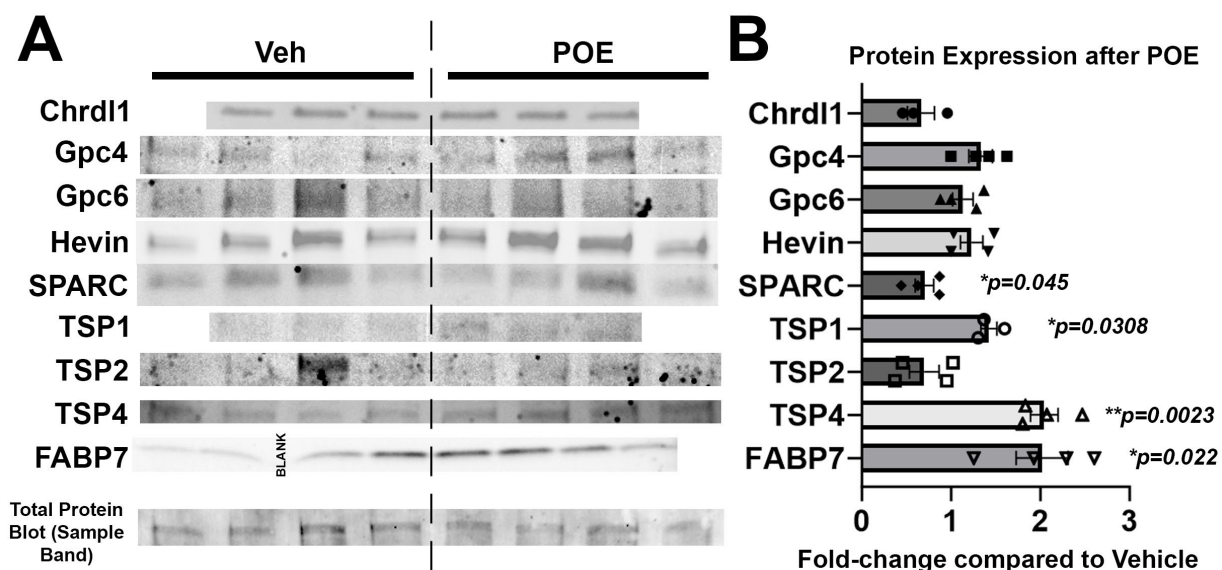 A
Veh
POE
Chrdl1
Gpc4
Gpc6
Hevin
SPARC
TSP1
TSP2
TSP4
FABP7
BLANK
Total Protein
Blot (Sample
Band)
B
Protein Expression after POE
Chrdl1
Gpc4
Gpc6
Hevin
SPARC
*p=0.045
TSP1
*p=0.0308
TSP2
TSP4
**p=0.0023
FABP7
*p=0.022
0 1 2 3
Fold-change compared to Vehicle